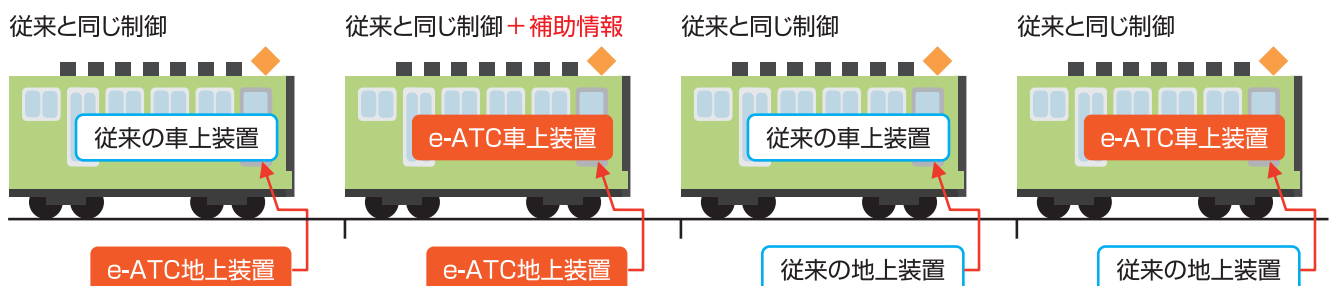 従来と同じ制御
従来と同じ制御＋補助情報
従来と同じ制御
従来と同じ制御
従来の車上装置
e-ATC車上装置
従来の車上装置
e-ATC車上装置
e-ATC地上装置
e-ATC地上装置
従来の地上装置
従来の地上装置